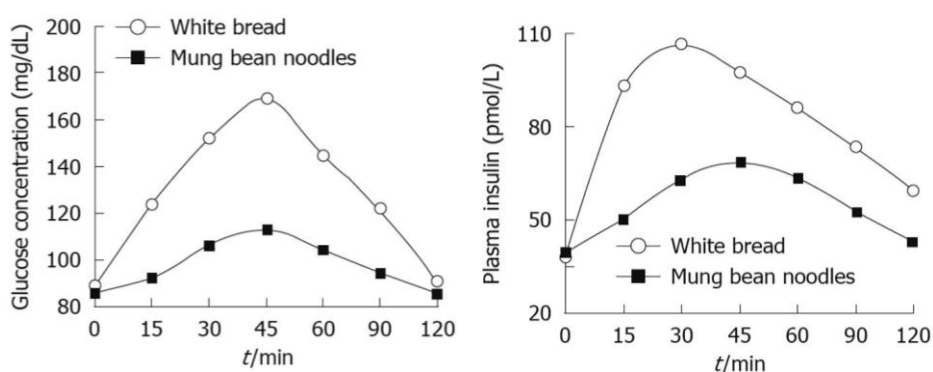 Glucose concentration (mg/dL)
200
180
160
140
120
100
80
White bread
Mung bean noodles
0 15 30 45 60 90 120
t/min
Plasma insulin (pmol/L)
110
80
50
20
White bread
Mung bean noodles
0 15 30 45 60 90 120
t/min